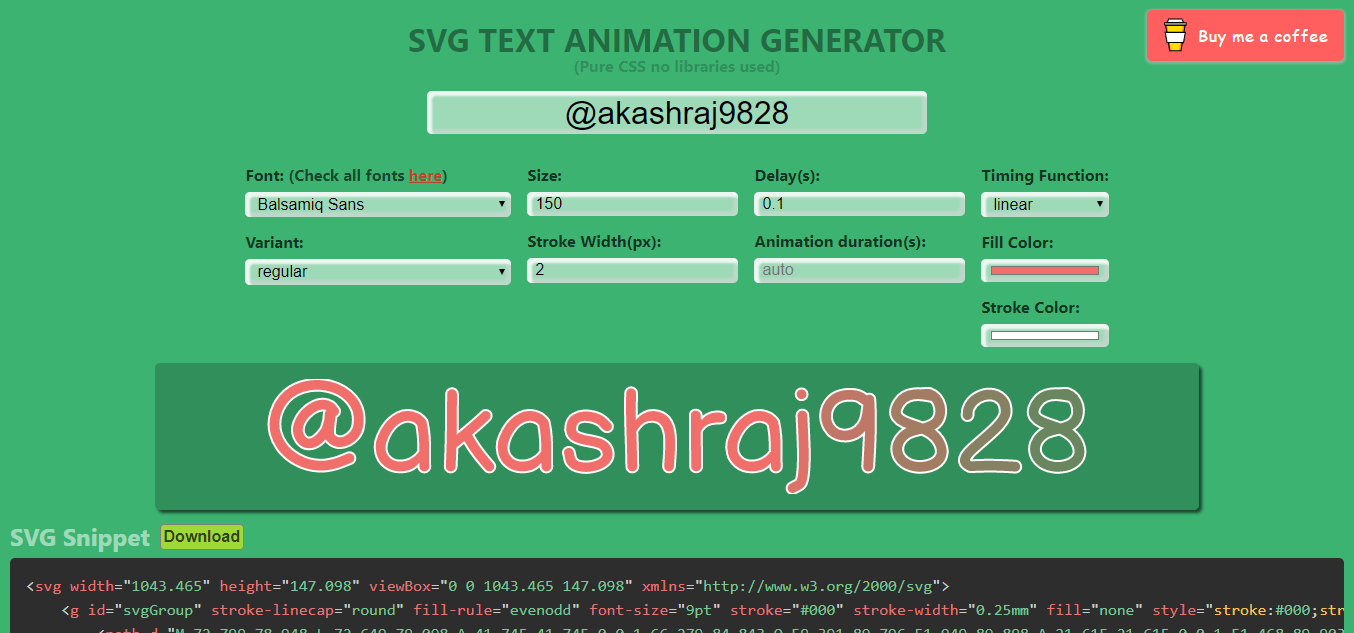 SVG TEXT ANIMATION GENERATOR
(Pure CSS no libraries used)
Buy me a coffee
@akashraj9828
Font: (Check all fonts here)
Balsamiq Sans
Size:
150
Delay(s):
0.1
Timing Function:
linear
Variant:
regular
Stroke Width(px):
2
Animation duration(s):
auto
Fill Color:
Stroke Color:
@akashraj9828
SVG Snippet Download
<svg width="1043.465" height="147.098" viewBox="0 0 1043.465 147.098" xmlns="http://www.w3.org/2000/svg">
<g id="svgGroup" stroke-linecap="round" fill-rule="evenodd" font-size="9pt" stroke="#000" stroke-width="0.25mm" fill="none" style="stroke:#000;str